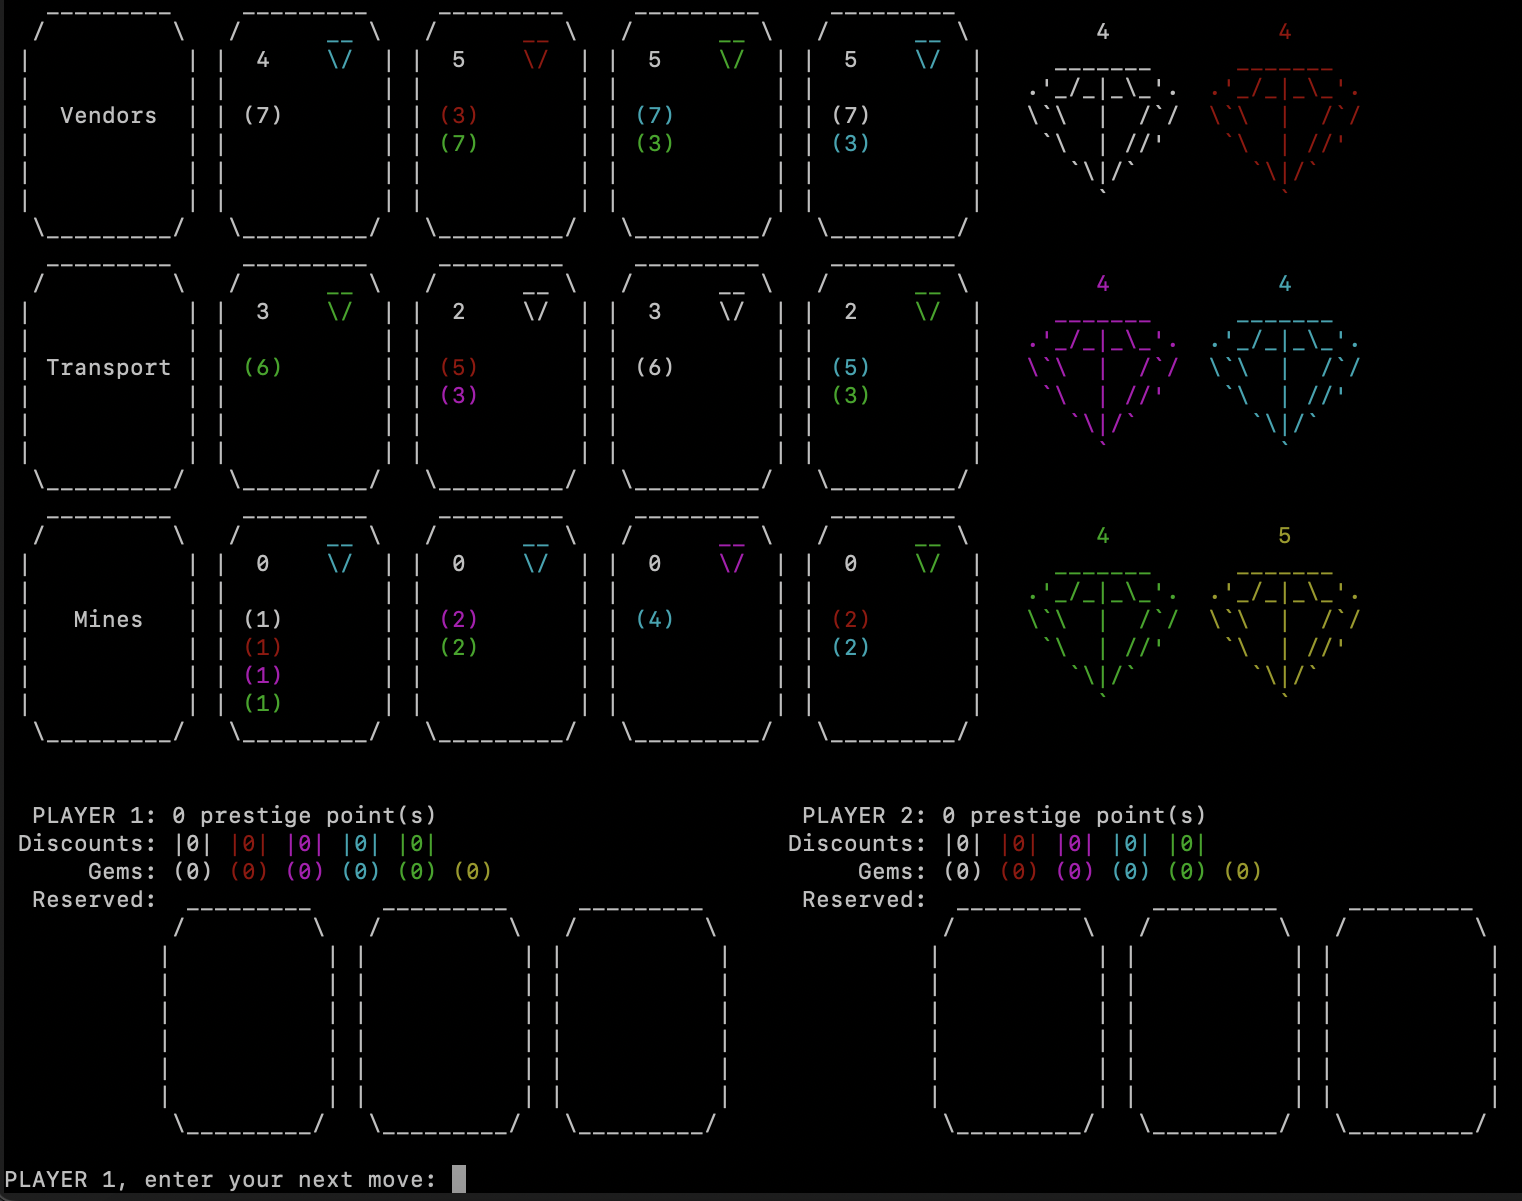 4 4
4 5 5 5
Vendors (7) (3) (7) (7)
(7) (3) (3)
4 4
3 2 3 2
Transport (6) (5) (6) (5)
(3) (3)
4 5
0 0 0 0
Mines (1) (2) (4) (2)
(1) (2) (2)
(1)
(1)
PLAYER 1: 0 prestige point(s) PLAYER 2: 0 prestige point(s)
Discounts: |0| |0| |0| |0| |0| Discounts: |0| |0| |0| |0| |0|
Gems: (0) (0) (0) (0) (0) (0) Gems: (0) (0) (0) (0) (0) (0)
Reserved: Reserved:
PLAYER 1, enter your next move: